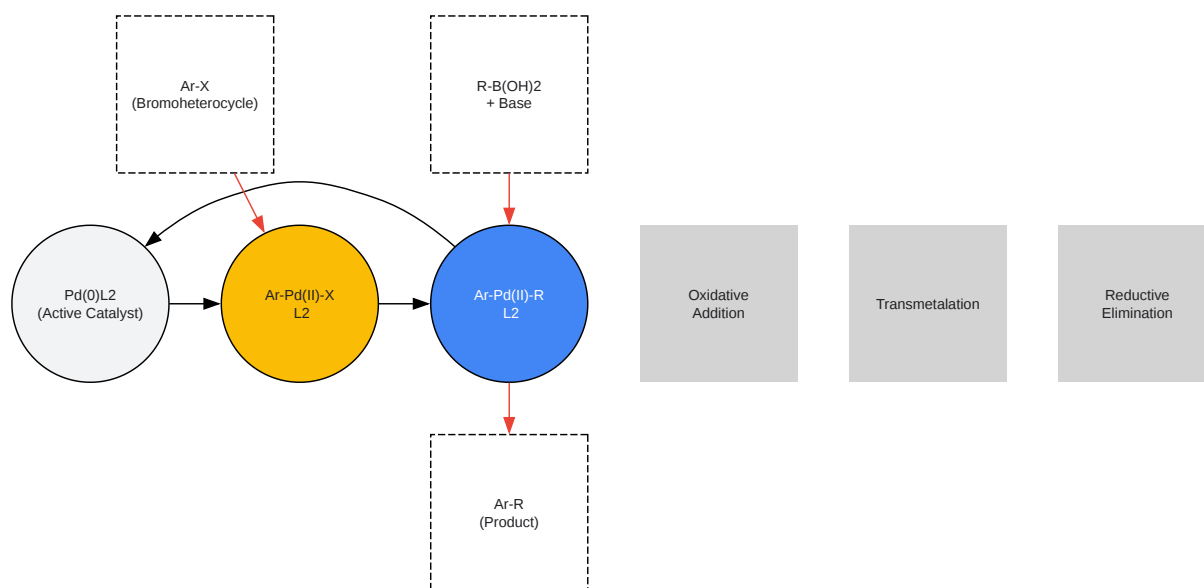 Ar-X
(Bromoheterocycle)
R-B(OH)2
+ Base
Pd(0)L2
(Active Catalyst)
Ar-Pd(II)-X
L2
Ar-Pd(II)-R
L2
Oxidative
Addition
Transmetalation
Reductive
Elimination
Ar-R
(Product)